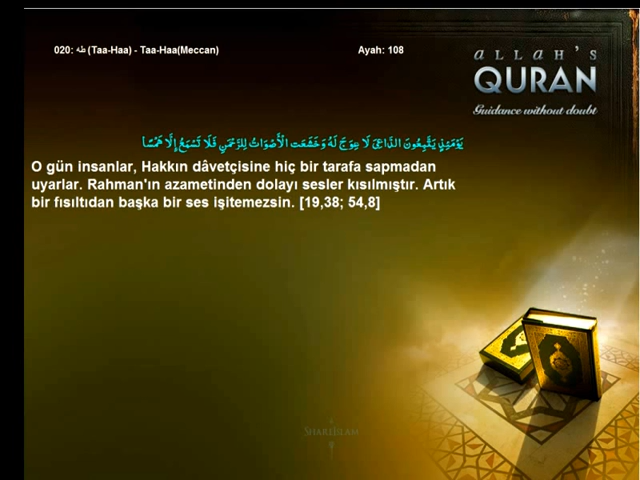 020: طه (Taa-Haa) - Taa-Haa(Meccan) Ayah: 108
ALLAH'S
QURAN
Guidance without doubt
يَوْمَئِذٍ يَتَّبِعُونَ الدَّاعِيَ لَا عِوَجَ لَهُ وَخَشَعَت الْأَصْوَاتُ لِلرَّحْمَنِ فَلَا تَسْمَعُ إِلَّا هَمْسًا
O gün insanlar, Hakkın dâvetçisine hiç bir tarafa sapmadan
uyarlar. Rahman'ın azametinden dolayı sesler kısılmıştır. Artık
bir fısıltıdan başka bir ses işitemezsin. [19,38; 54,8]
SHAREISLAM